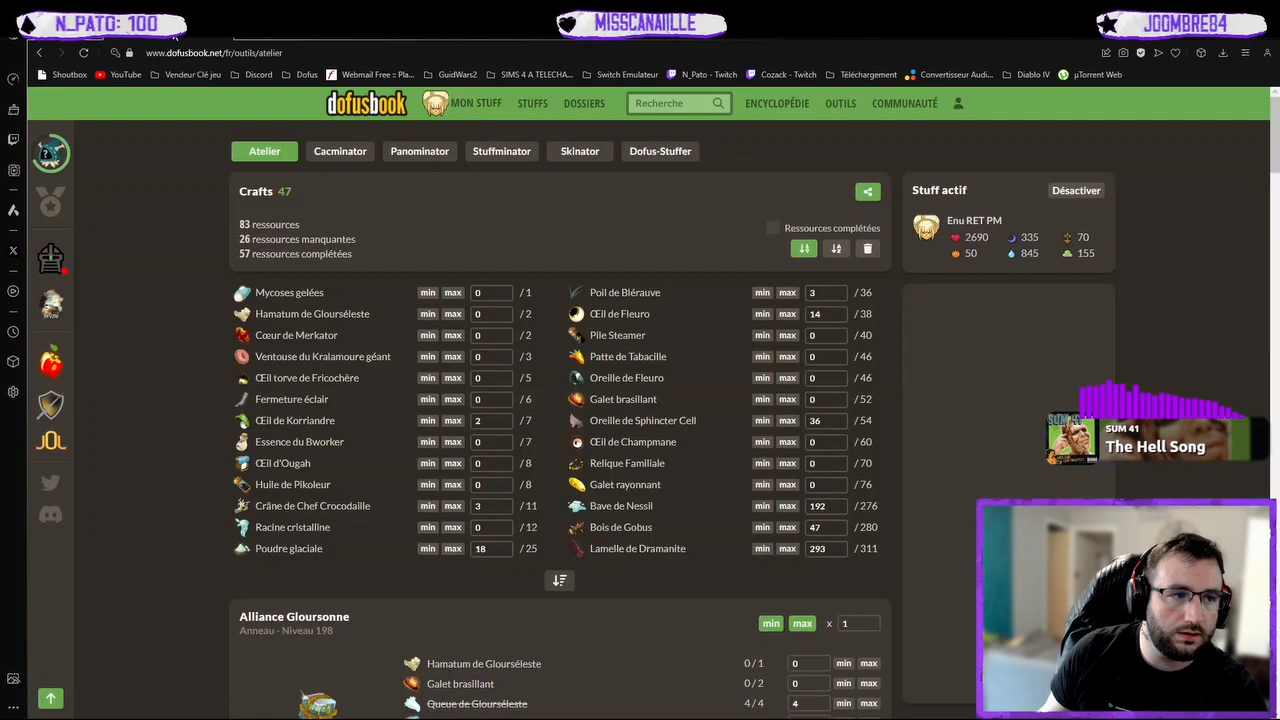 N_PATO: 100
MISSCANAIILLE
JOOMBRE84
www.dofusbook.net/fr/outils/atelier
Shoutbox YouTube Vendeur Clé jeu Discord Dofus Webmail Free :: Pla... GuidWars2 SIMS 4 A TELECHA... Switch Emulateur N_Pato - Twitch Cozack - Twitch Téléchargement Convertisseur Audi... Diablo IV µTorrent Web
dofusbook MON STUFF STUFFS DOSSIERS Recherche ENCYCLOPÉDIE OUTILS COMMUNAUTÉ
Atelier Cacminator Panominator Stuffminator Skinator Dofus-Stuffer
Crafts 47
83 ressources
26 ressources manquantes
57 ressources complétées
Ressources complétées
Stuff actif Désactiver
Enu RET PM
2690 335 70
50 845 155
Mycoses gelées min max 0 / 1
Hamatum de Glourséleste min max 0 / 2
Cœur de Merkator min max 0 / 2
Ventouse du Kralamoure géant min max 0 / 3
Œil torve de Fricochère min max 0 / 5
Fermeture éclair min max 0 / 6
Œil de Korriandre min max 2 / 7
Essence du Bworker min max 0 / 7
Œil d'Ougah min max 0 / 8
Huile de Pikoleur min max 0 / 8
Crâne de Chef Crocodaille min max 3 / 11
Racine cristalline min max 0 / 12
Poudre glaciale min max 18 / 25
Poil de Blérauve min max 3 / 36
Œil de Fleuro min max 14 / 38
Pile Steamer min max 0 / 40
Patte de Tabacille min max 0 / 46
Oreille de Fleuro min max 0 / 46
Galet brasillant min max 0 / 52
Oreille de Sphincter Cell min max 36 / 54
Œil de Champmane min max 0 / 60
Relique Familiale min max 0 / 70
Galet rayonnant min max 0 / 76
Bave de Nessil min max 192 / 276
Bois de Gobus min max 47 / 280
Lamelle de Dramanite min max 293 / 311
Alliance Gloursonne
Anneau - Niveau 198
min max x 1
Hamatum de Glourséleste 0 / 1 0 min max
Galet brasillant 0 / 2 0 min max
Queue de Glourséleste 4 / 4 4 min max
SUM 41
SUM 41
The Hell Song
JOL